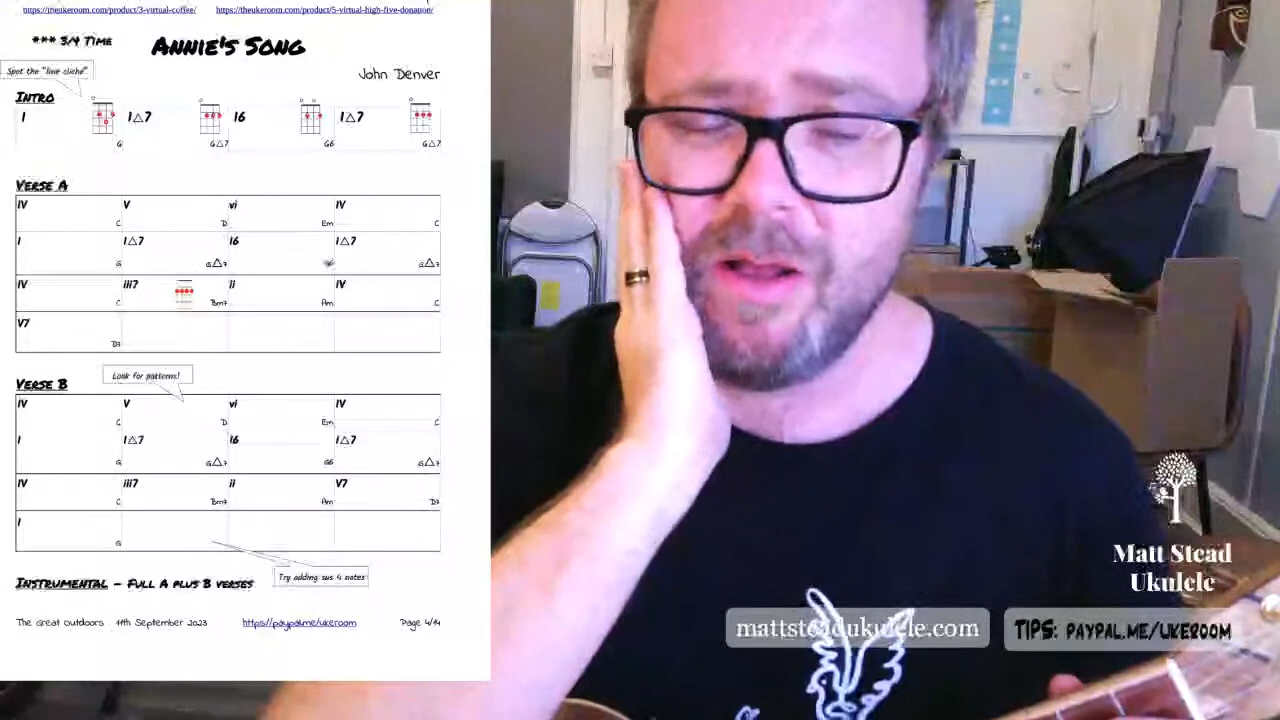 https://theukeroom.com/product/3-virtual-coffee/ https://theukeroom.com/product/5-virtual-high-five-donation/
*** 3/4 Time
Annie's Song
Spot the "line cliche"
John Denver
Intro
I I△7 I6 I△7
G G△7 G6 G△7
Verse A
IV V vi IV
C D Em C
I I△7 I6 I△7
G G△7 G△7
IV iii7 ii IV
C Bm7 Am C
V7
D7
Look for patterns!
Verse B
IV V vi IV
C D Em C
I I△7 I6 I△7
G G△7 G6 G△7
IV iii7 ii V7
C Bm7 Am D7
I
G
Try adding sus 4 notes
Instrumental – Full A plus B verses
The Great Outdoors 11th September 2023 https://paypal.me/ukeroom Page 4/14
Matt Stead
Ukulele
mattsteadukulele.com
TIPS: PAYPAL.ME/UKEROOM